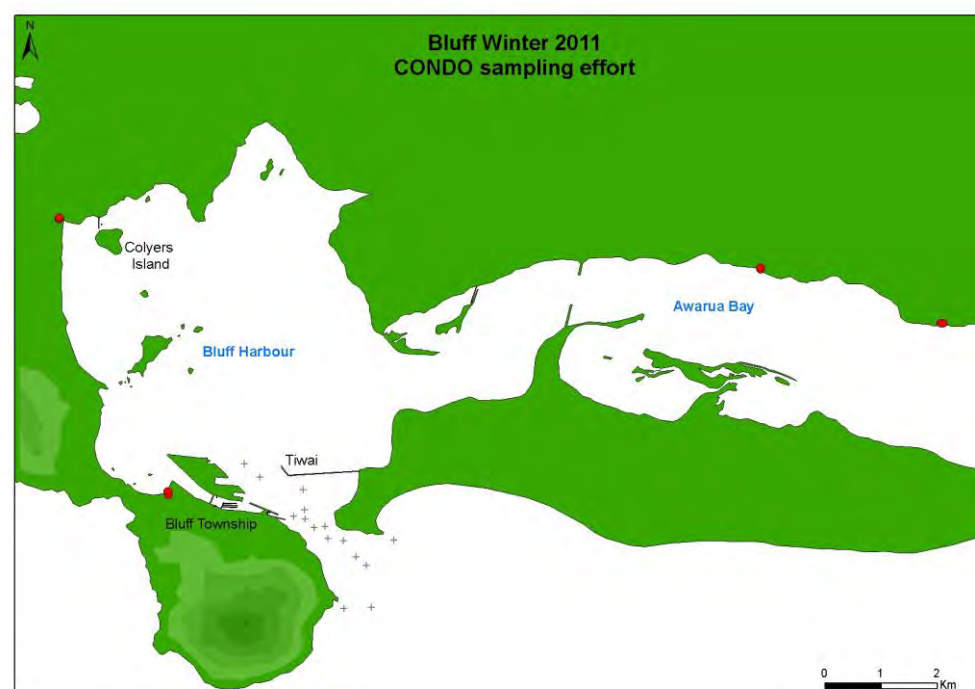 N
Bluff Winter 2011
CONDO sampling effort
Colyers
Island
Awarua Bay
Bluff Harbour
Tiwai
Bluff Township
0 1 2
Km